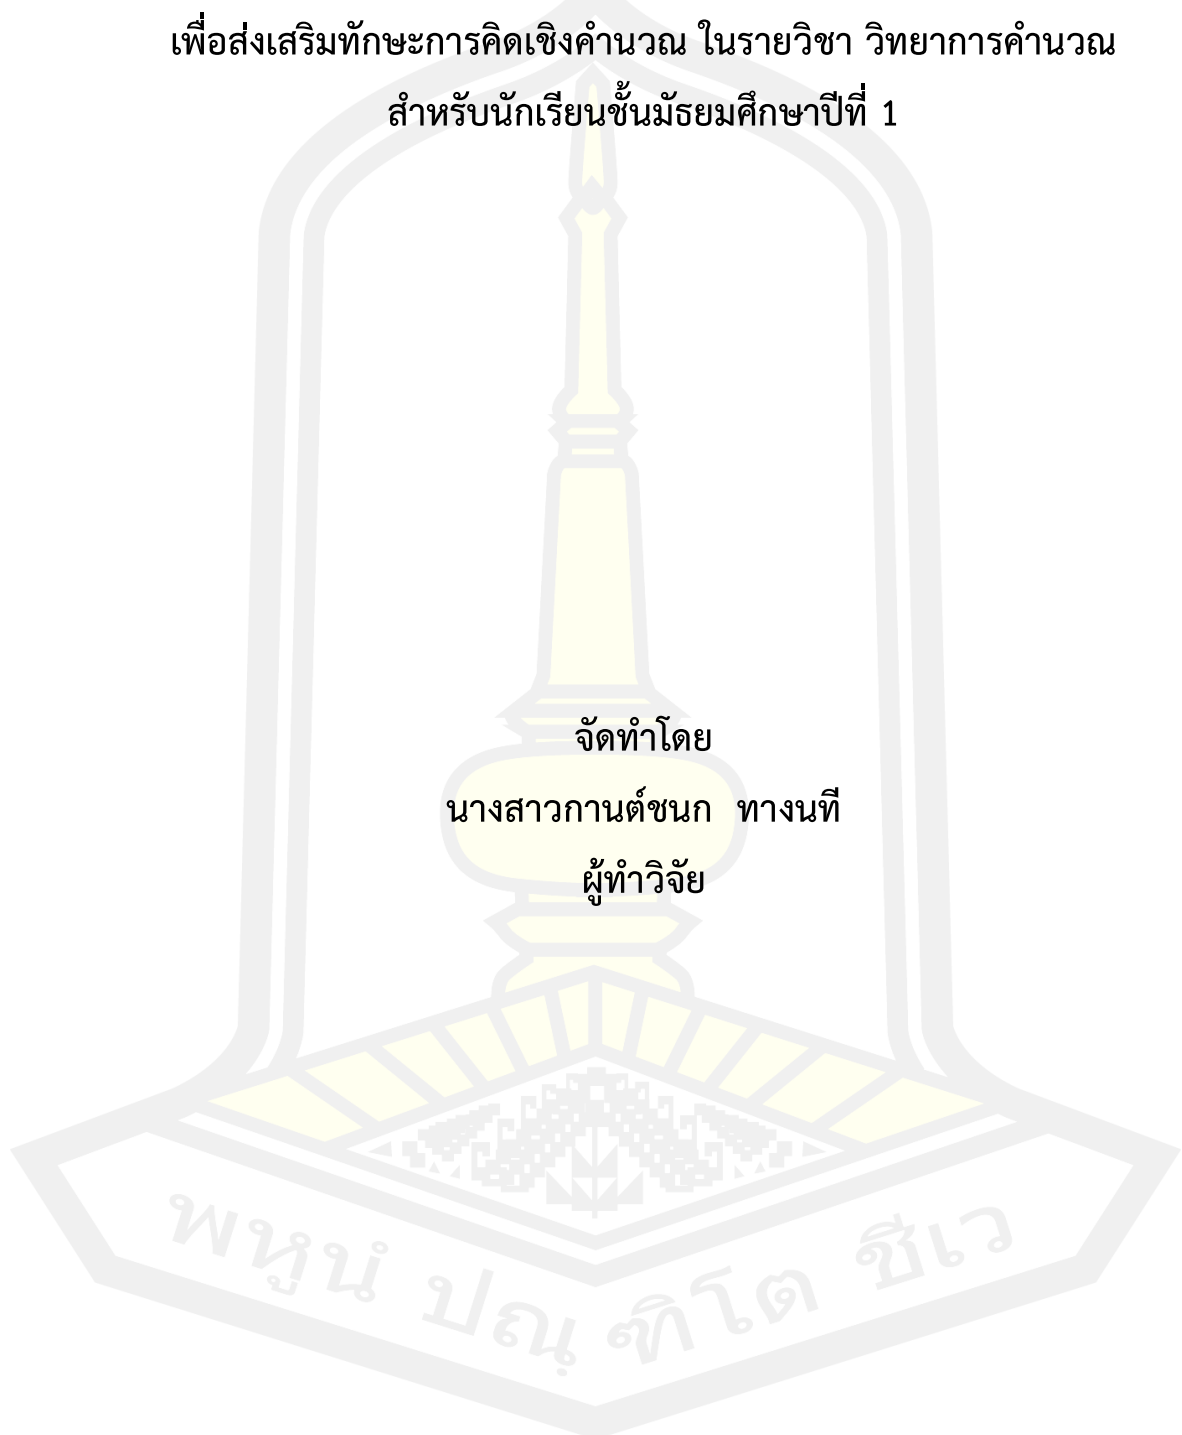 เพื่อส่งเสริมทักษะการคิดเชิงคำนวณ ในรายวิชา วิทยาการคำนวณ
สำหรับนักเรียนชั้นมัธยมศึกษาปีที่ 1
จัดทำโดย
นางสาวกานต์ชนก ทางนที
ผู้ทำวิจัย
พหูนํ ปณฺฑิโต ชีเว